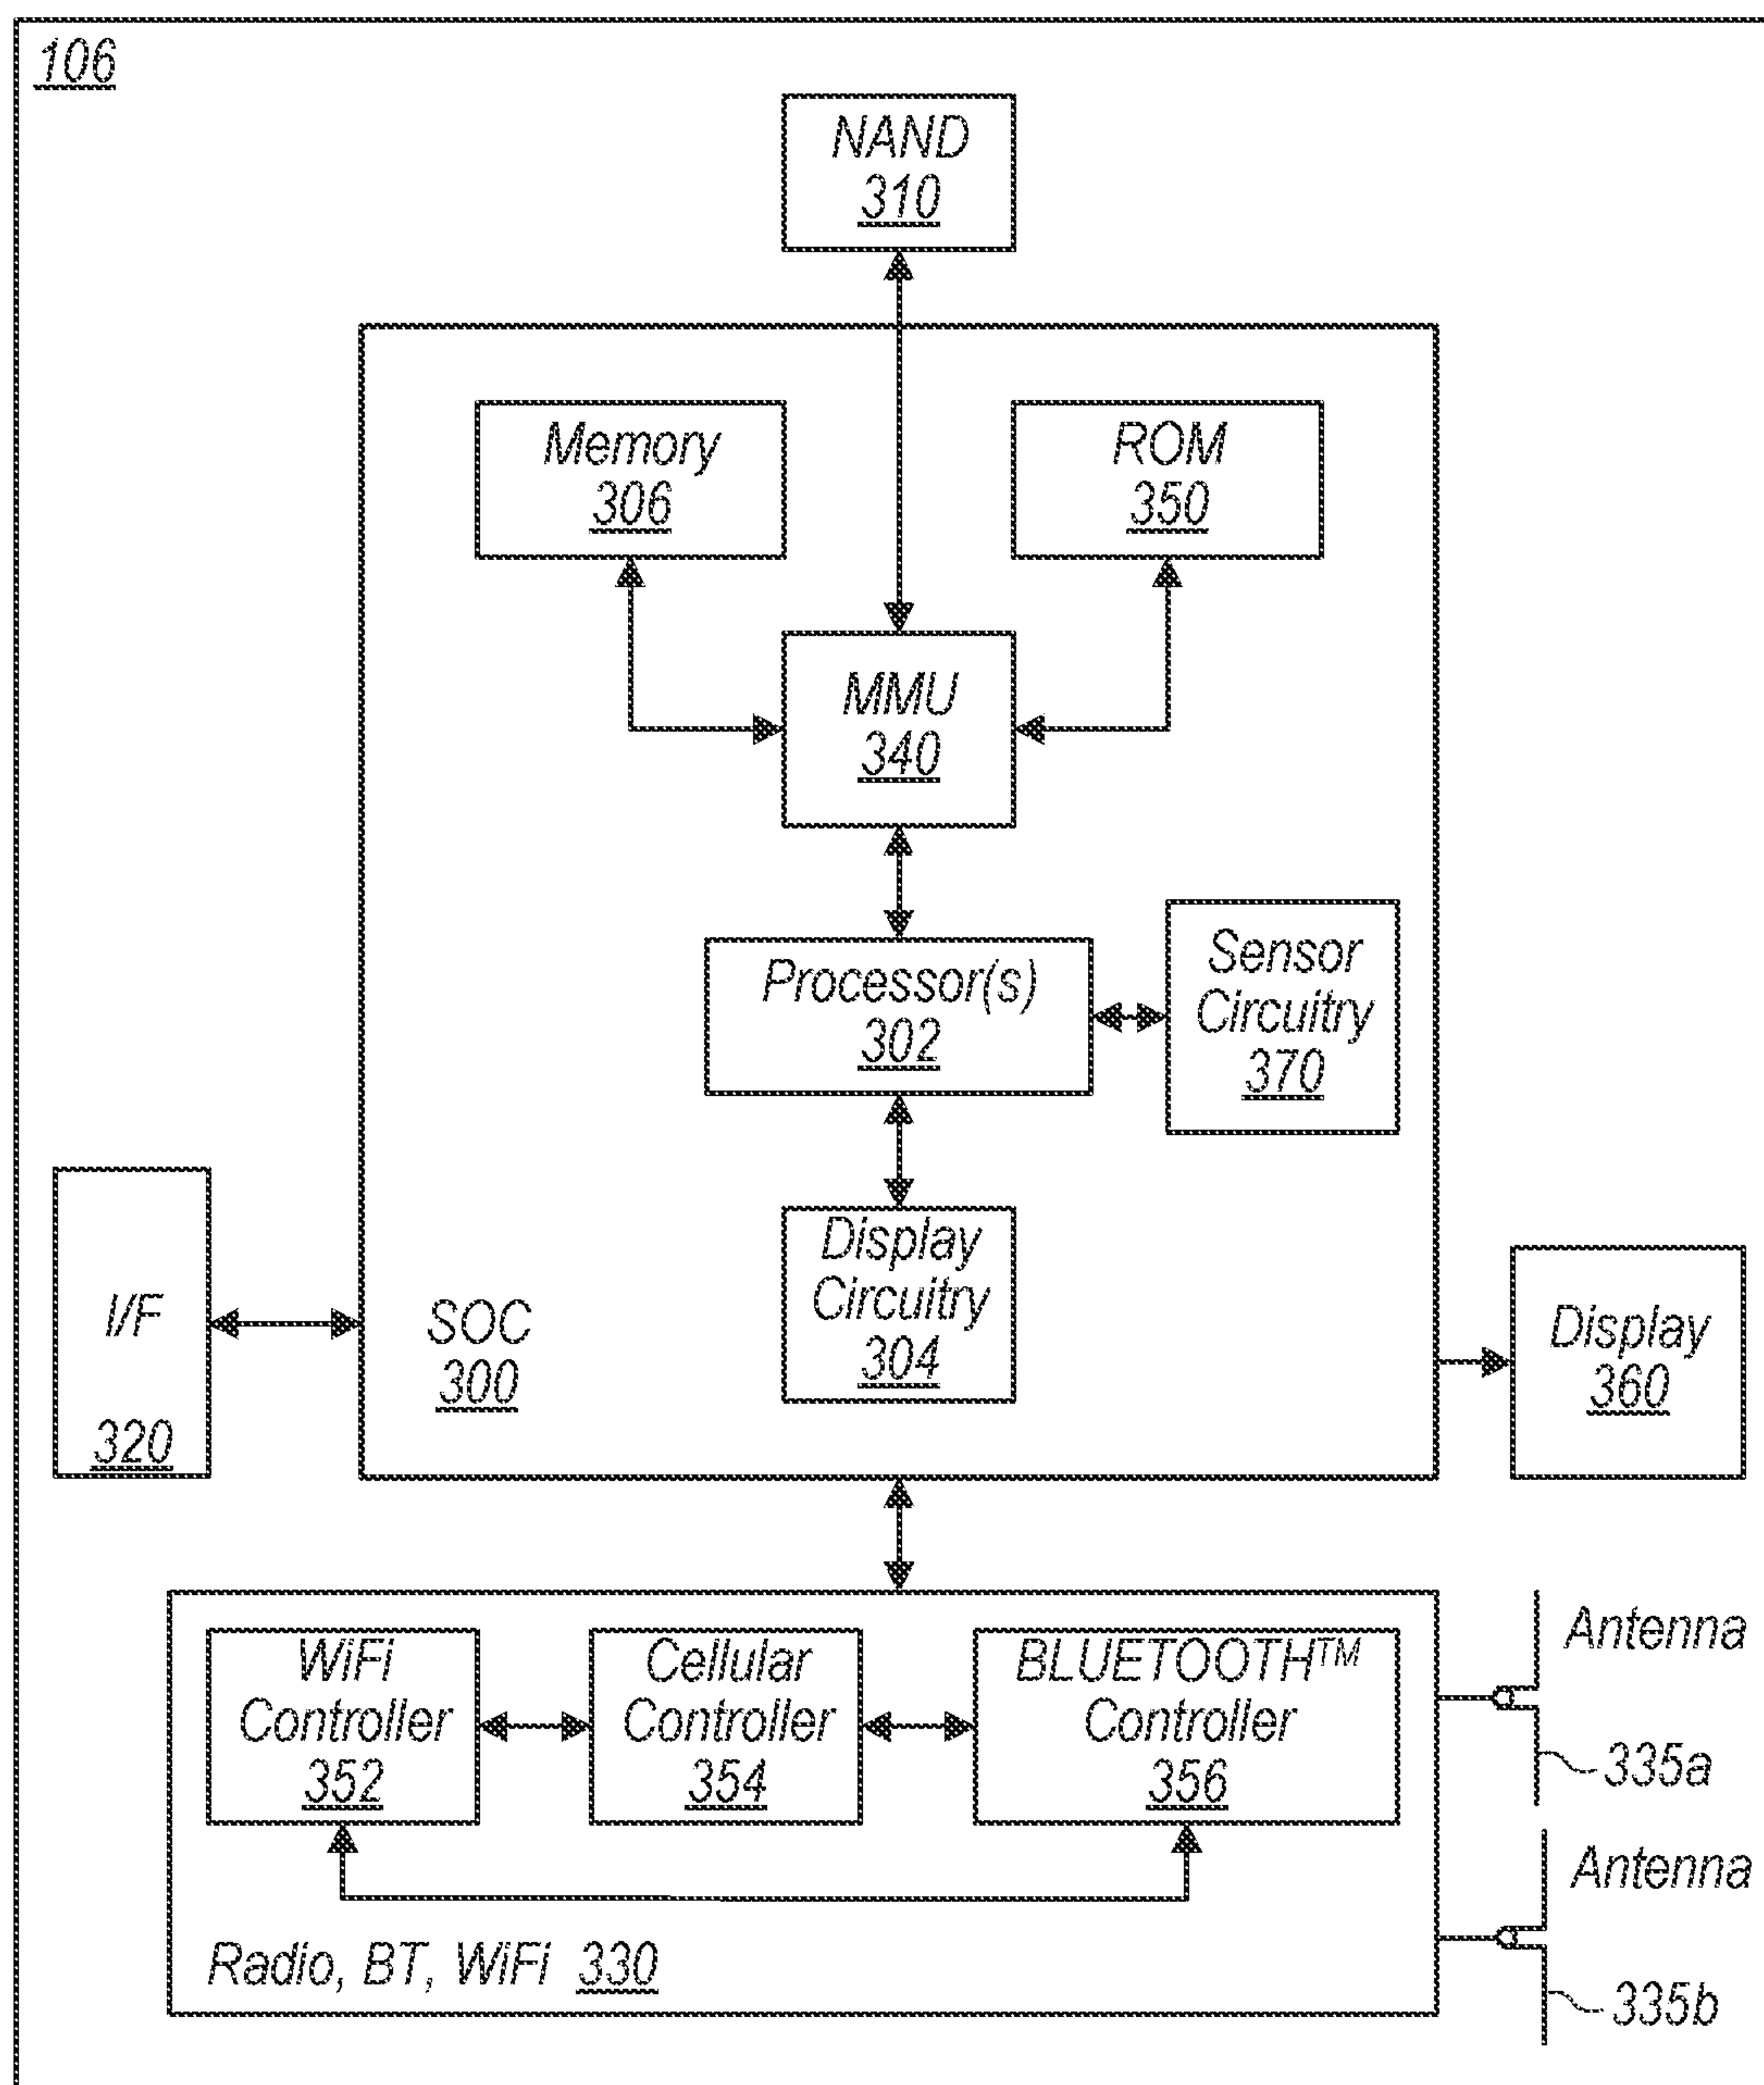 106
NAND
310
Memory
306
ROM
350
MMU
340
Processor(s)
302
Sensor
Circuitry
370
Display
Circuitry
304
I/F
320
SOC
300
Display
360
WiFi
Controller
352
Cellular
Controller
354
BLUETOOTH™
Controller
356
Radio, BT, WiFi 330
Antenna
335a
Antenna
335b